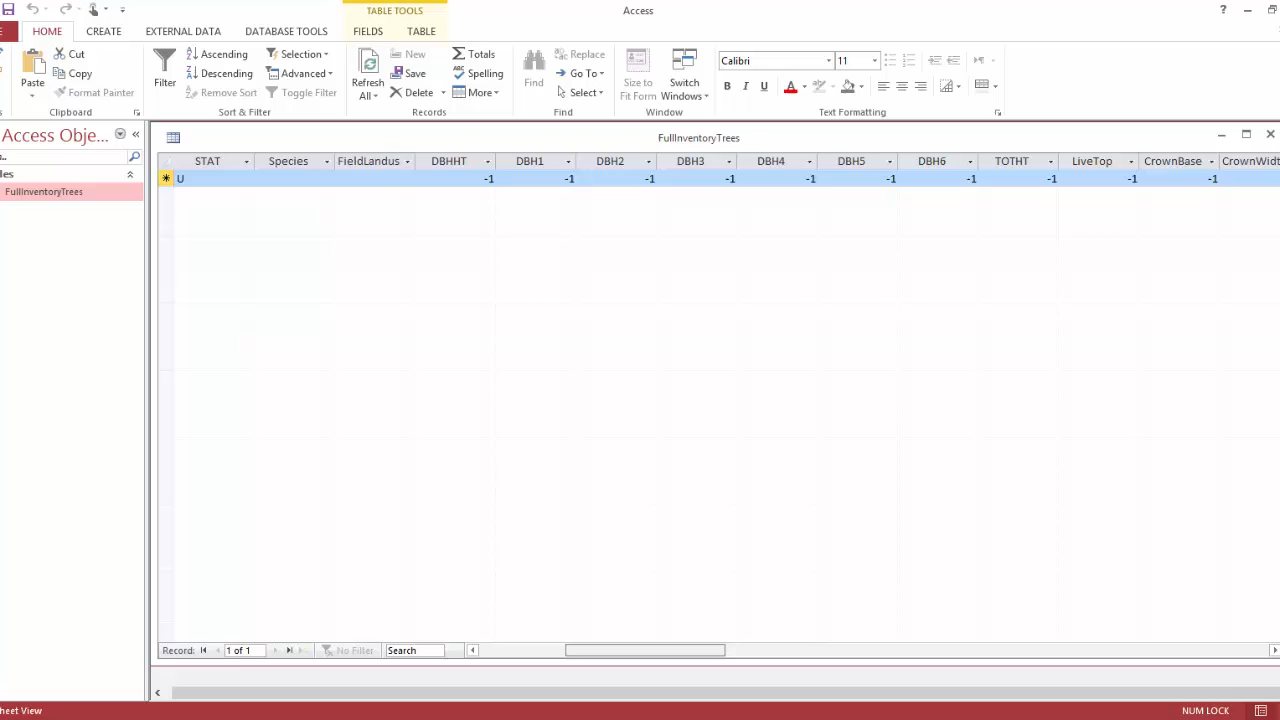 TABLE TOOLS
Access
?
E
HOME
CREATE
EXTERNAL DATA
DATABASE TOOLS
FIELDS
TABLE
Paste
Cut
Copy
Format Painter
Clipboard
Filter
Ascending
Descending
Remove Sort
Selection
Advanced
Toggle Filter
Sort & Filter
Refresh
All
New
Save
Delete
Totals
Spelling
More
Records
Find
Replace
Go To
Select
Find
Size to
Fit Form
Switch
Windows
Window
Calibri
11
B I U A
Text Formatting
Access Obje...
«
..
les
FullInventoryTrees
FullInventoryTrees
STAT Species FieldLandus DBHHT DBH1 DBH2 DBH3 DBH4 DBH5 DBH6 TOTHT LiveTop CrownBase CrownWidt
* U -1 -1 -1 -1 -1 -1 -1 -1 -1 -1
Record: 1 of 1 No Filter Search
heet View
NUM LOCK